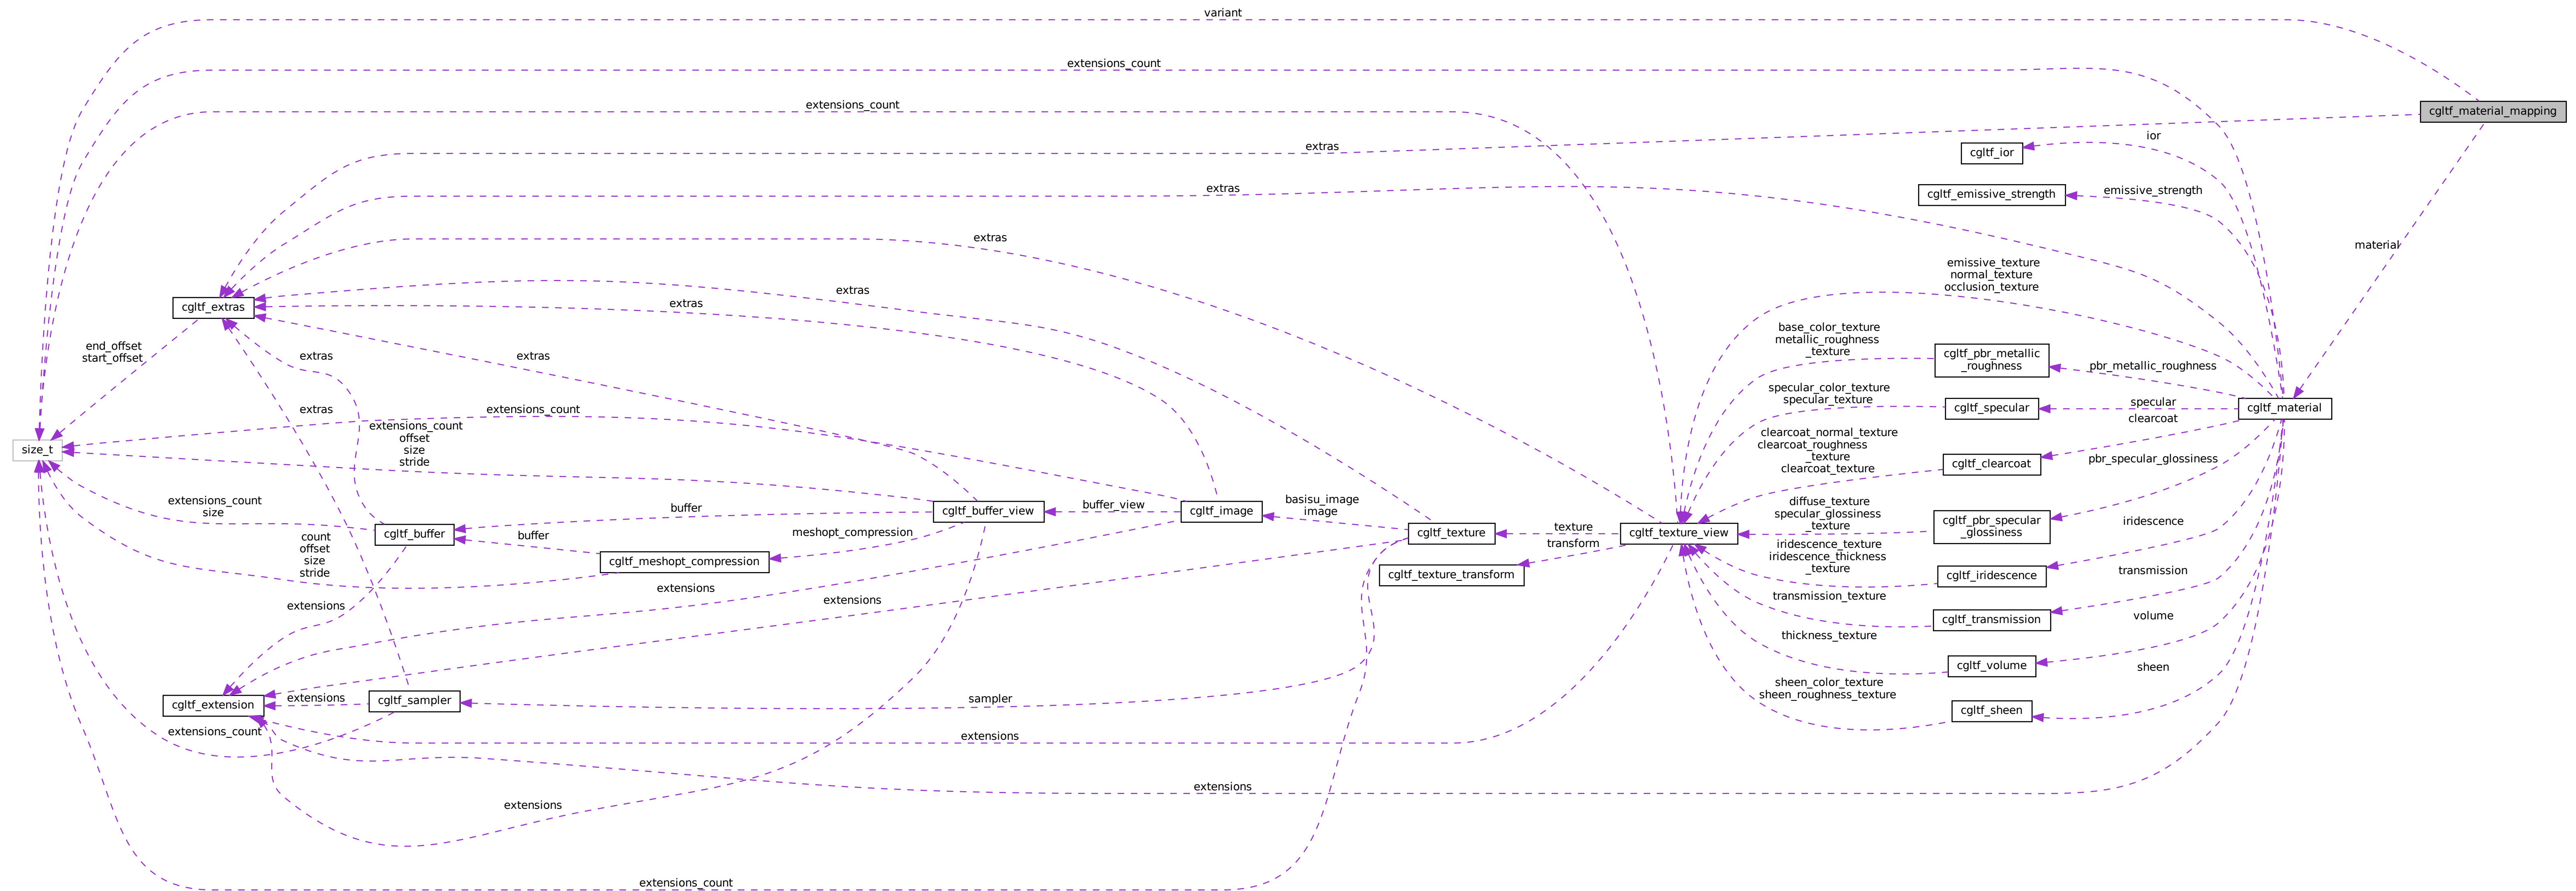 variant
extensions_count
extensions_count
cgltf_material_mapping
ior
extras
cgltf_ior
extras
emissive_strength
cgltf_emissive_strength
extras
material
emissive_texture
normal_texture
occlusion_texture
extras
extras
cgltf_extras
base_color_texture
metallic_roughness
_texture
end_offset
start_offset
extras
extras
cgltf_pbr_metallic
_roughness
pbr_metallic_roughness
specular_color_texture
specular_texture
cgltf_specular
specular
cgltf_material
extras
extensions_count
clearcoat
extensions_count
offset
size
stride
clearcoat_normal_texture
clearcoat_roughness
_texture
clearcoat_texture
size_t
cgltf_clearcoat
pbr_specular_glossiness
extensions_count
size
buffer
cgltf_buffer_view
buffer_view
cgltf_image
basisu_image
image
diffuse_texture
specular_glossiness
_texture
cgltf_pbr_specular
_glossiness
iridescence
cgltf_buffer
meshopt_compression
cgltf_texture
texture
cgltf_texture_view
count
offset
size
stride
buffer
transform
iridescence_texture
iridescence_thickness
_texture
cgltf_meshopt_compression
cgltf_texture_transform
cgltf_iridescence
transmission
extensions
extensions
extensions
transmission_texture
cgltf_transmission
volume
thickness_texture
cgltf_volume
sheen
sheen_color_texture
sheen_roughness_texture
cgltf_extension
extensions
cgltf_sampler
sampler
cgltf_sheen
extensions_count
extensions
extensions
extensions
extensions_count